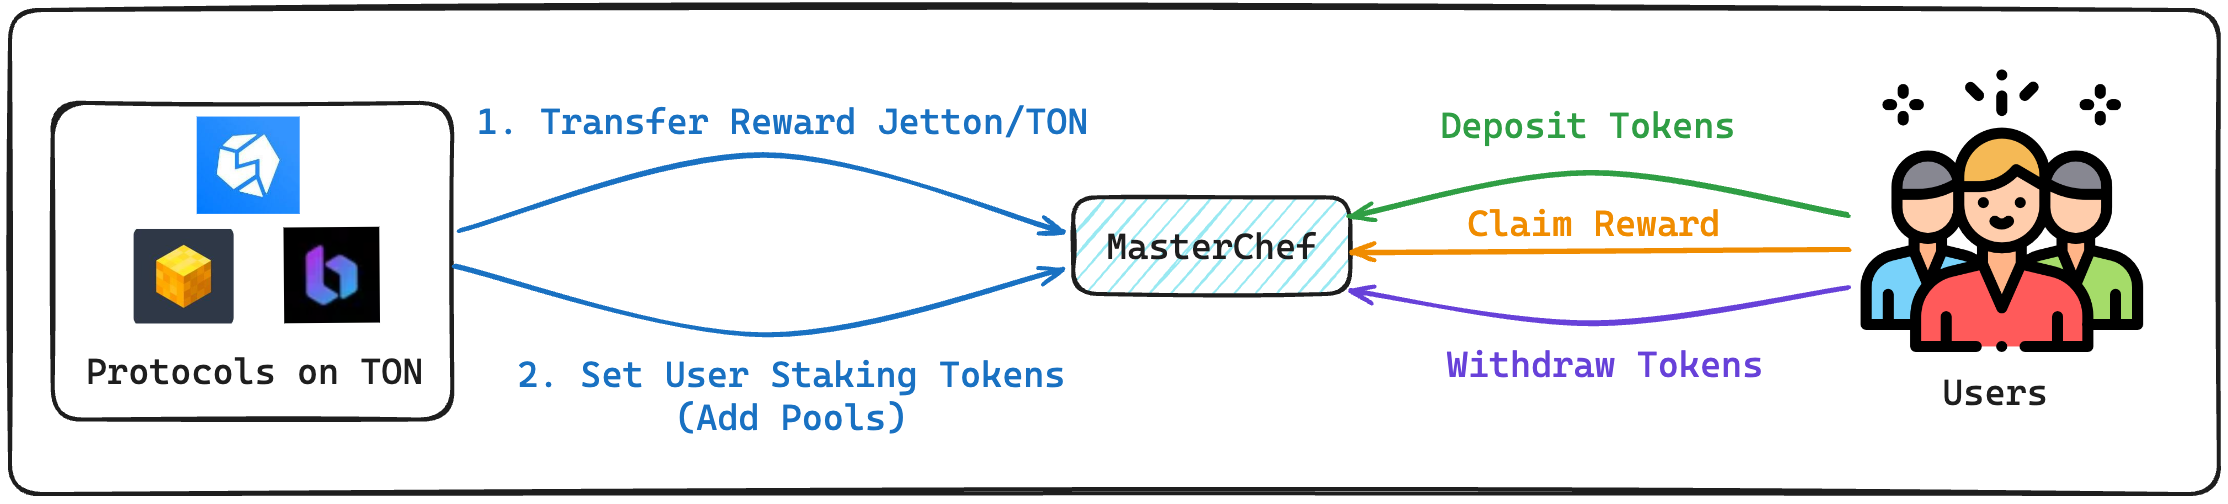 Protocols on TON
1. Transfer Reward Jetton/TON
2. Set User Staking Tokens
(Add Pools)
MasterChef
Deposit Tokens
Claim Reward
Withdraw Tokens
Users